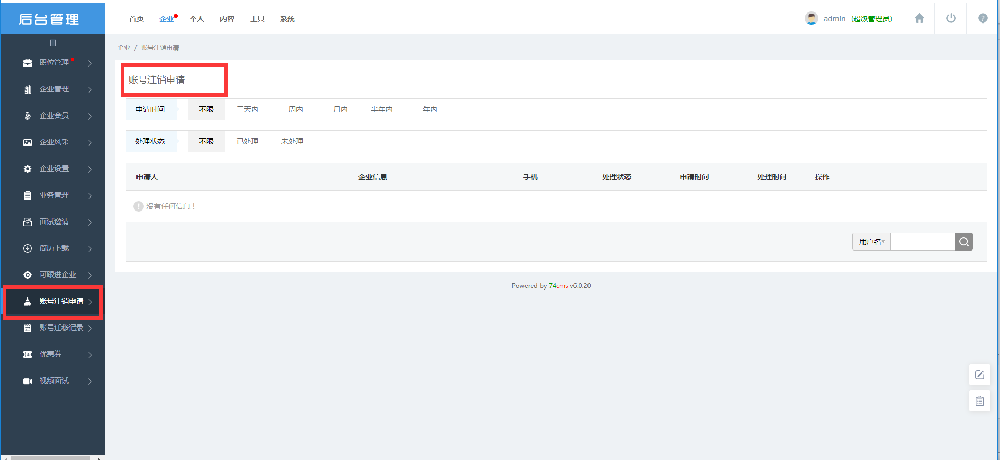 后台管理
首页 企业 个人 内容 工具 系统
admin (超级管理员)
企业 / 账号注销申请
职位管理
企业管理
企业会员
企业风采
企业设置
业务管理
面试邀请
简历下载
可跟进企业
账号注销申请
账号迁移记录
优惠券
视频面试
账号注销申请
申请时间 不限 三天内 一周内 一月内 半年内 一年内
处理状态 不限 已处理 未处理
申请人 企业信息 手机 处理状态 申请时间 处理时间 操作
没有任何信息！
用户名
Powered by 74cms v6.0.20